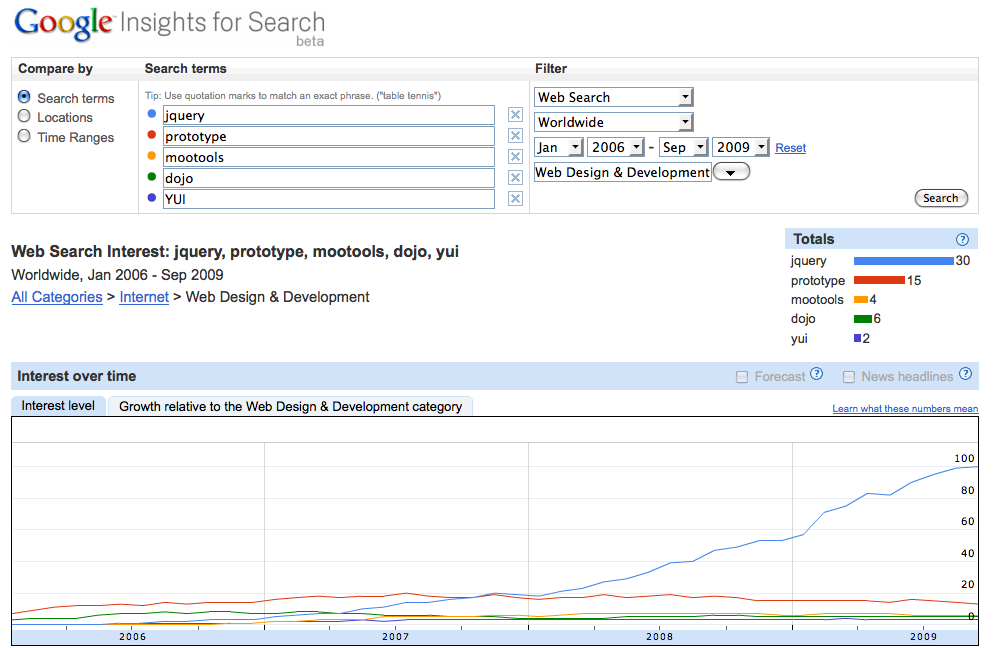 Google Insights for Search
beta
Compare by Search terms Filter
Search terms
Locations
Time Ranges
Tip: Use quotation marks to match an exact phrase. ("table tennis")
jquery
prototype
mootools
dojo
YUI
Web Search
Worldwide
Jan 2006 - Sep 2009 Reset
Web Design & Development
Search
Web Search Interest: jquery, prototype, mootools, dojo, yui
Worldwide, Jan 2006 - Sep 2009
All Categories > Internet > Web Design & Development
Totals ?
jquery 30
prototype 15
mootools 4
dojo 6
yui 2
Interest over time Forecast ? News headlines ?
Interest level Growth relative to the Web Design & Development category Learn what these numbers mean
100
80
60
40
20
0
2006 2007 2008 2009